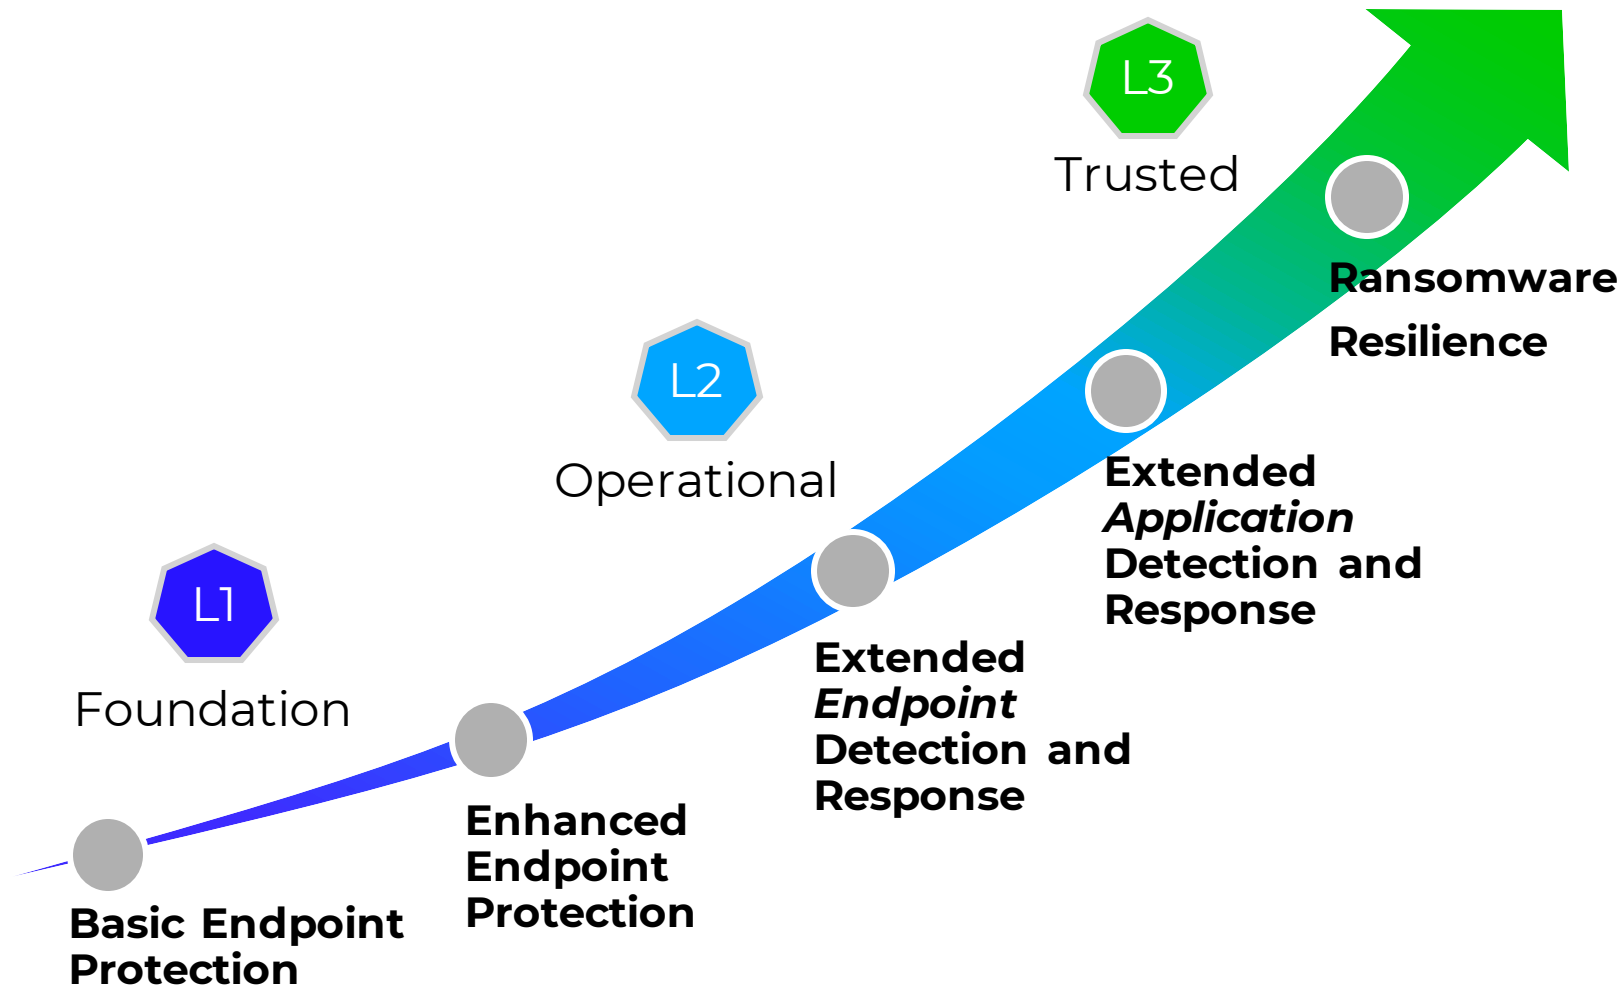 L3
Trusted
Ransomware
Resilience
L2
Operational
Extended
Application
Detection and
Response
L1
Foundation
Extended
Endpoint
Detection and
Response
Enhanced
Endpoint
Protection
Basic Endpoint
Protection